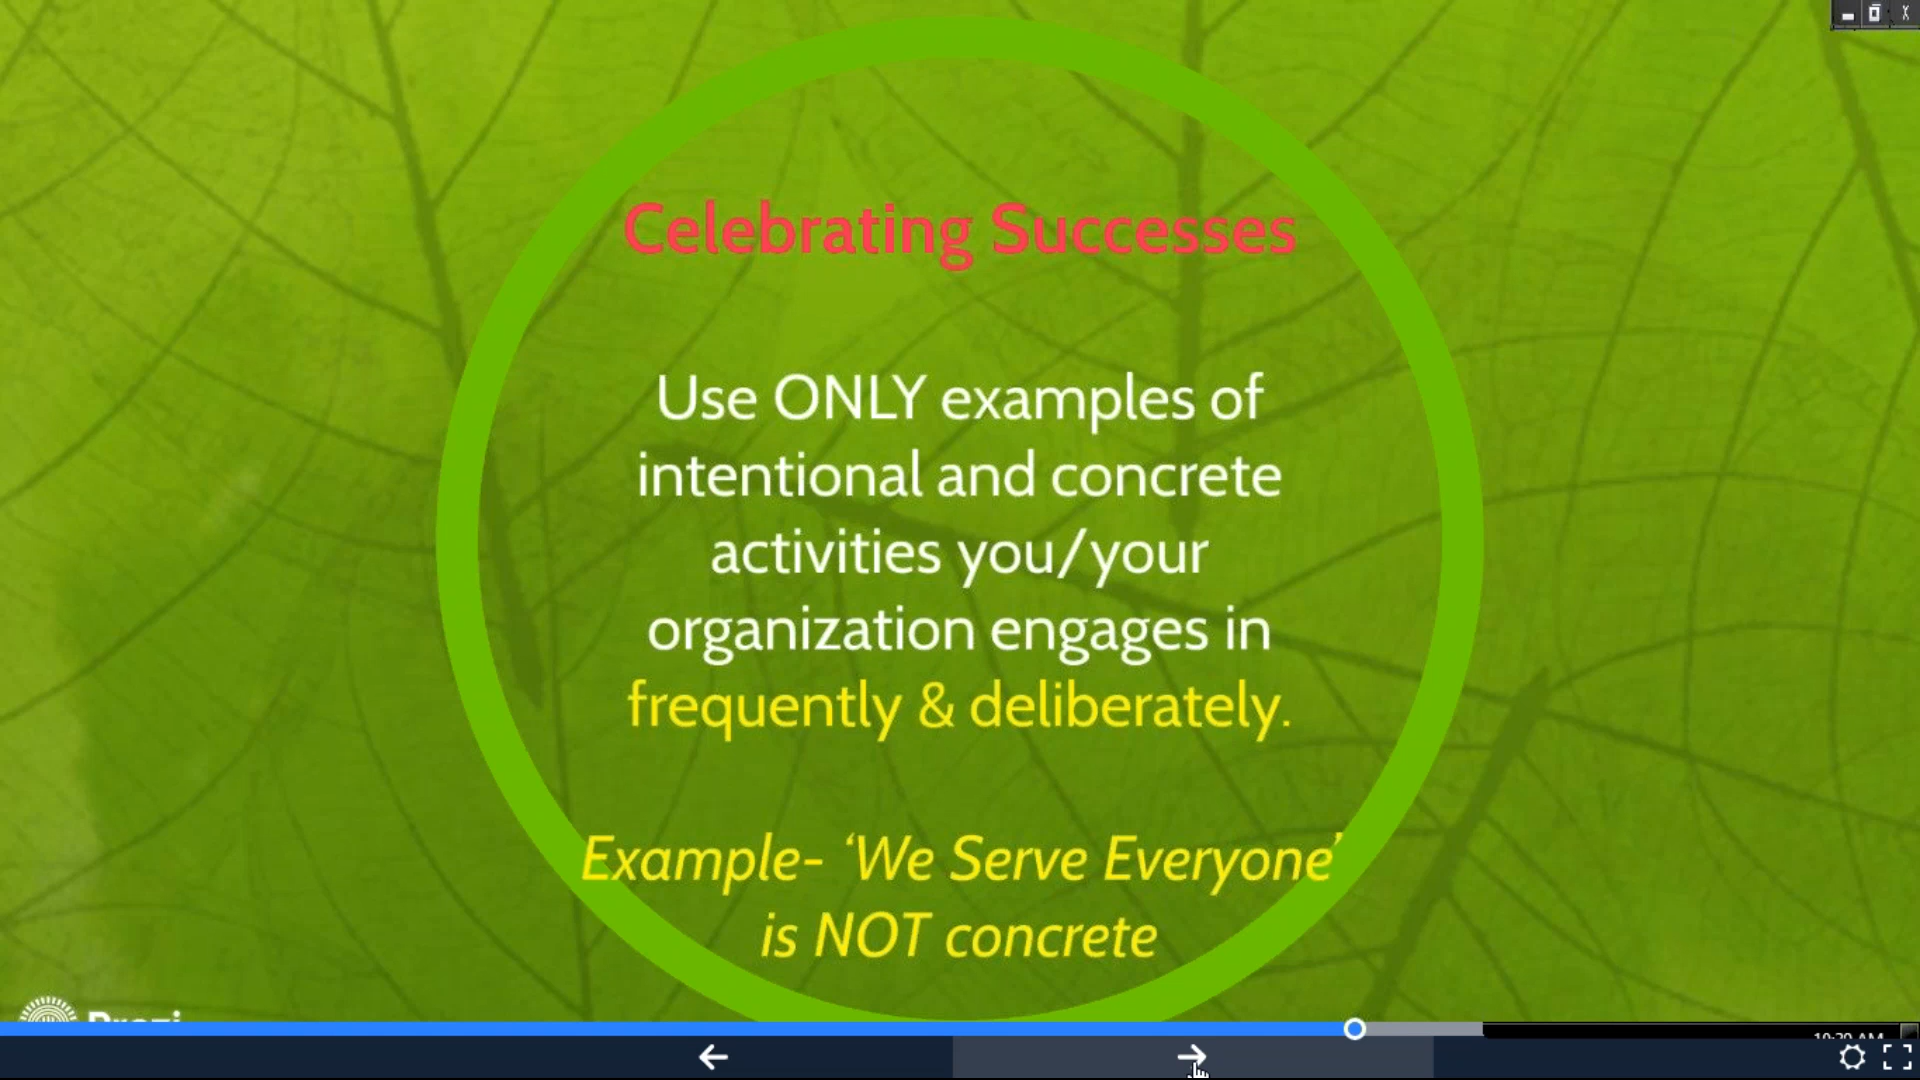 Celebrating Successes
Use ONLY examples of
intentional and concrete
activities you/your
organization engages in
frequently & deliberately.
Example- ‘We Serve Everyone’
is NOT concrete
Prezi